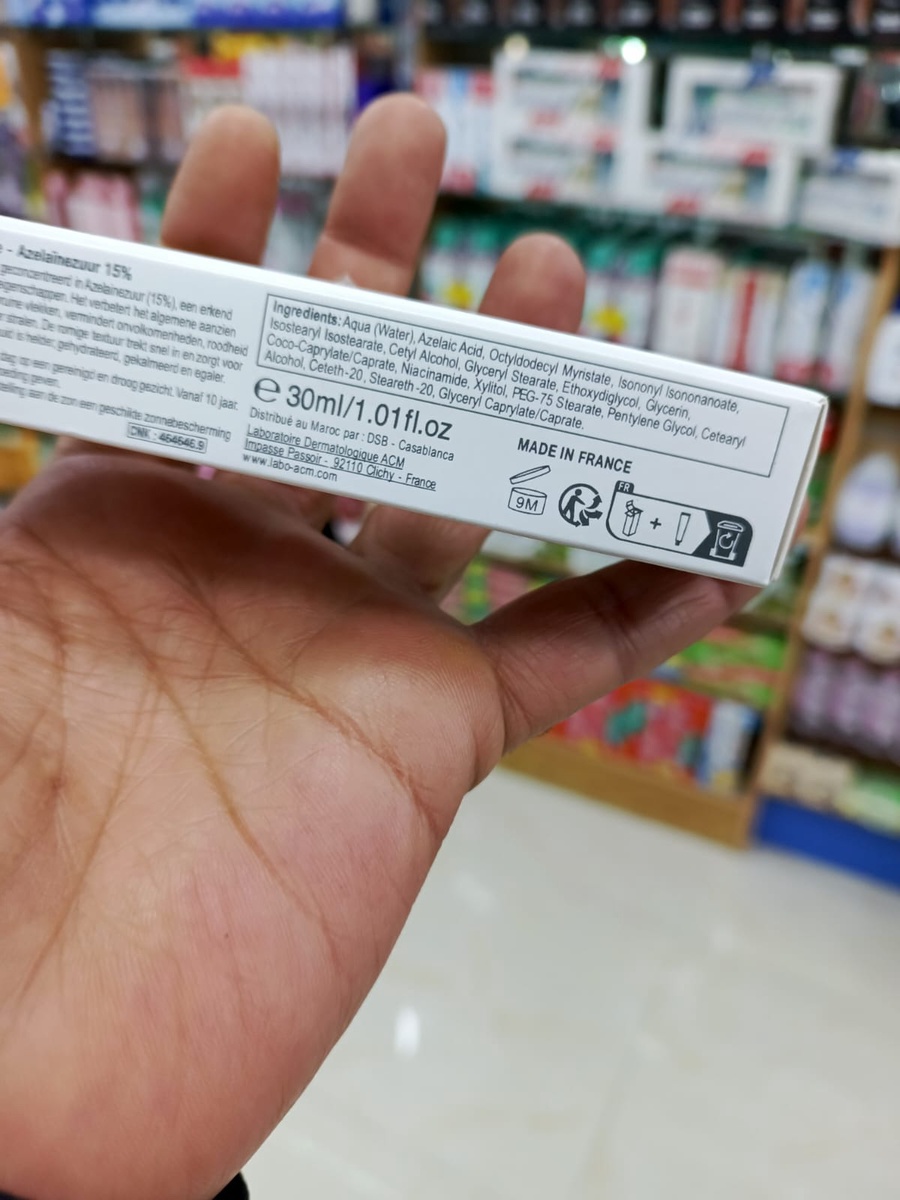 - Azelaïnezuur 15%
geconcentreerd in Azelaïnezuur (15%), een erkend
eigenschappen. Het verbetert het algemene aanzien
vlekken, vermindert onvolkomenheden, roodheid
stralen. De romige textuur trekt snel in en zorgt voor
is helder, gehydrateerd, gekalmeerd en egaler.
dag op een gereinigd en droog gezicht. Vanaf 10 jaar.
geven.
aan de zon een geschikte zonnebescherming
CNK : 4646469
Ingredients: Aqua (Water), Azelaic Acid, Octyldodecyl Myristate, Isononyl Isononanoate,
Isostearyl Isostearate, Cetyl Alcohol, Glyceryl Stearate, Ethoxydiglycol, Glycerin,
Coco-Caprylate/Caprate, Niacinamide, Xylitol, PEG-75 Stearate, Pentylene Glycol, Cetearyl
Alcohol, Ceteth-20, Steareth-20, Glyceryl Caprylate/Caprate.
℮ 30ml/1.01fl.oz
Distribué au Maroc par : DSB - Casablanca
Laboratoire Dermatologique ACM
Impasse Passoir - 92110 Clichy - France
www.labo-acm.com
MADE IN FRANCE
9M
FR
+